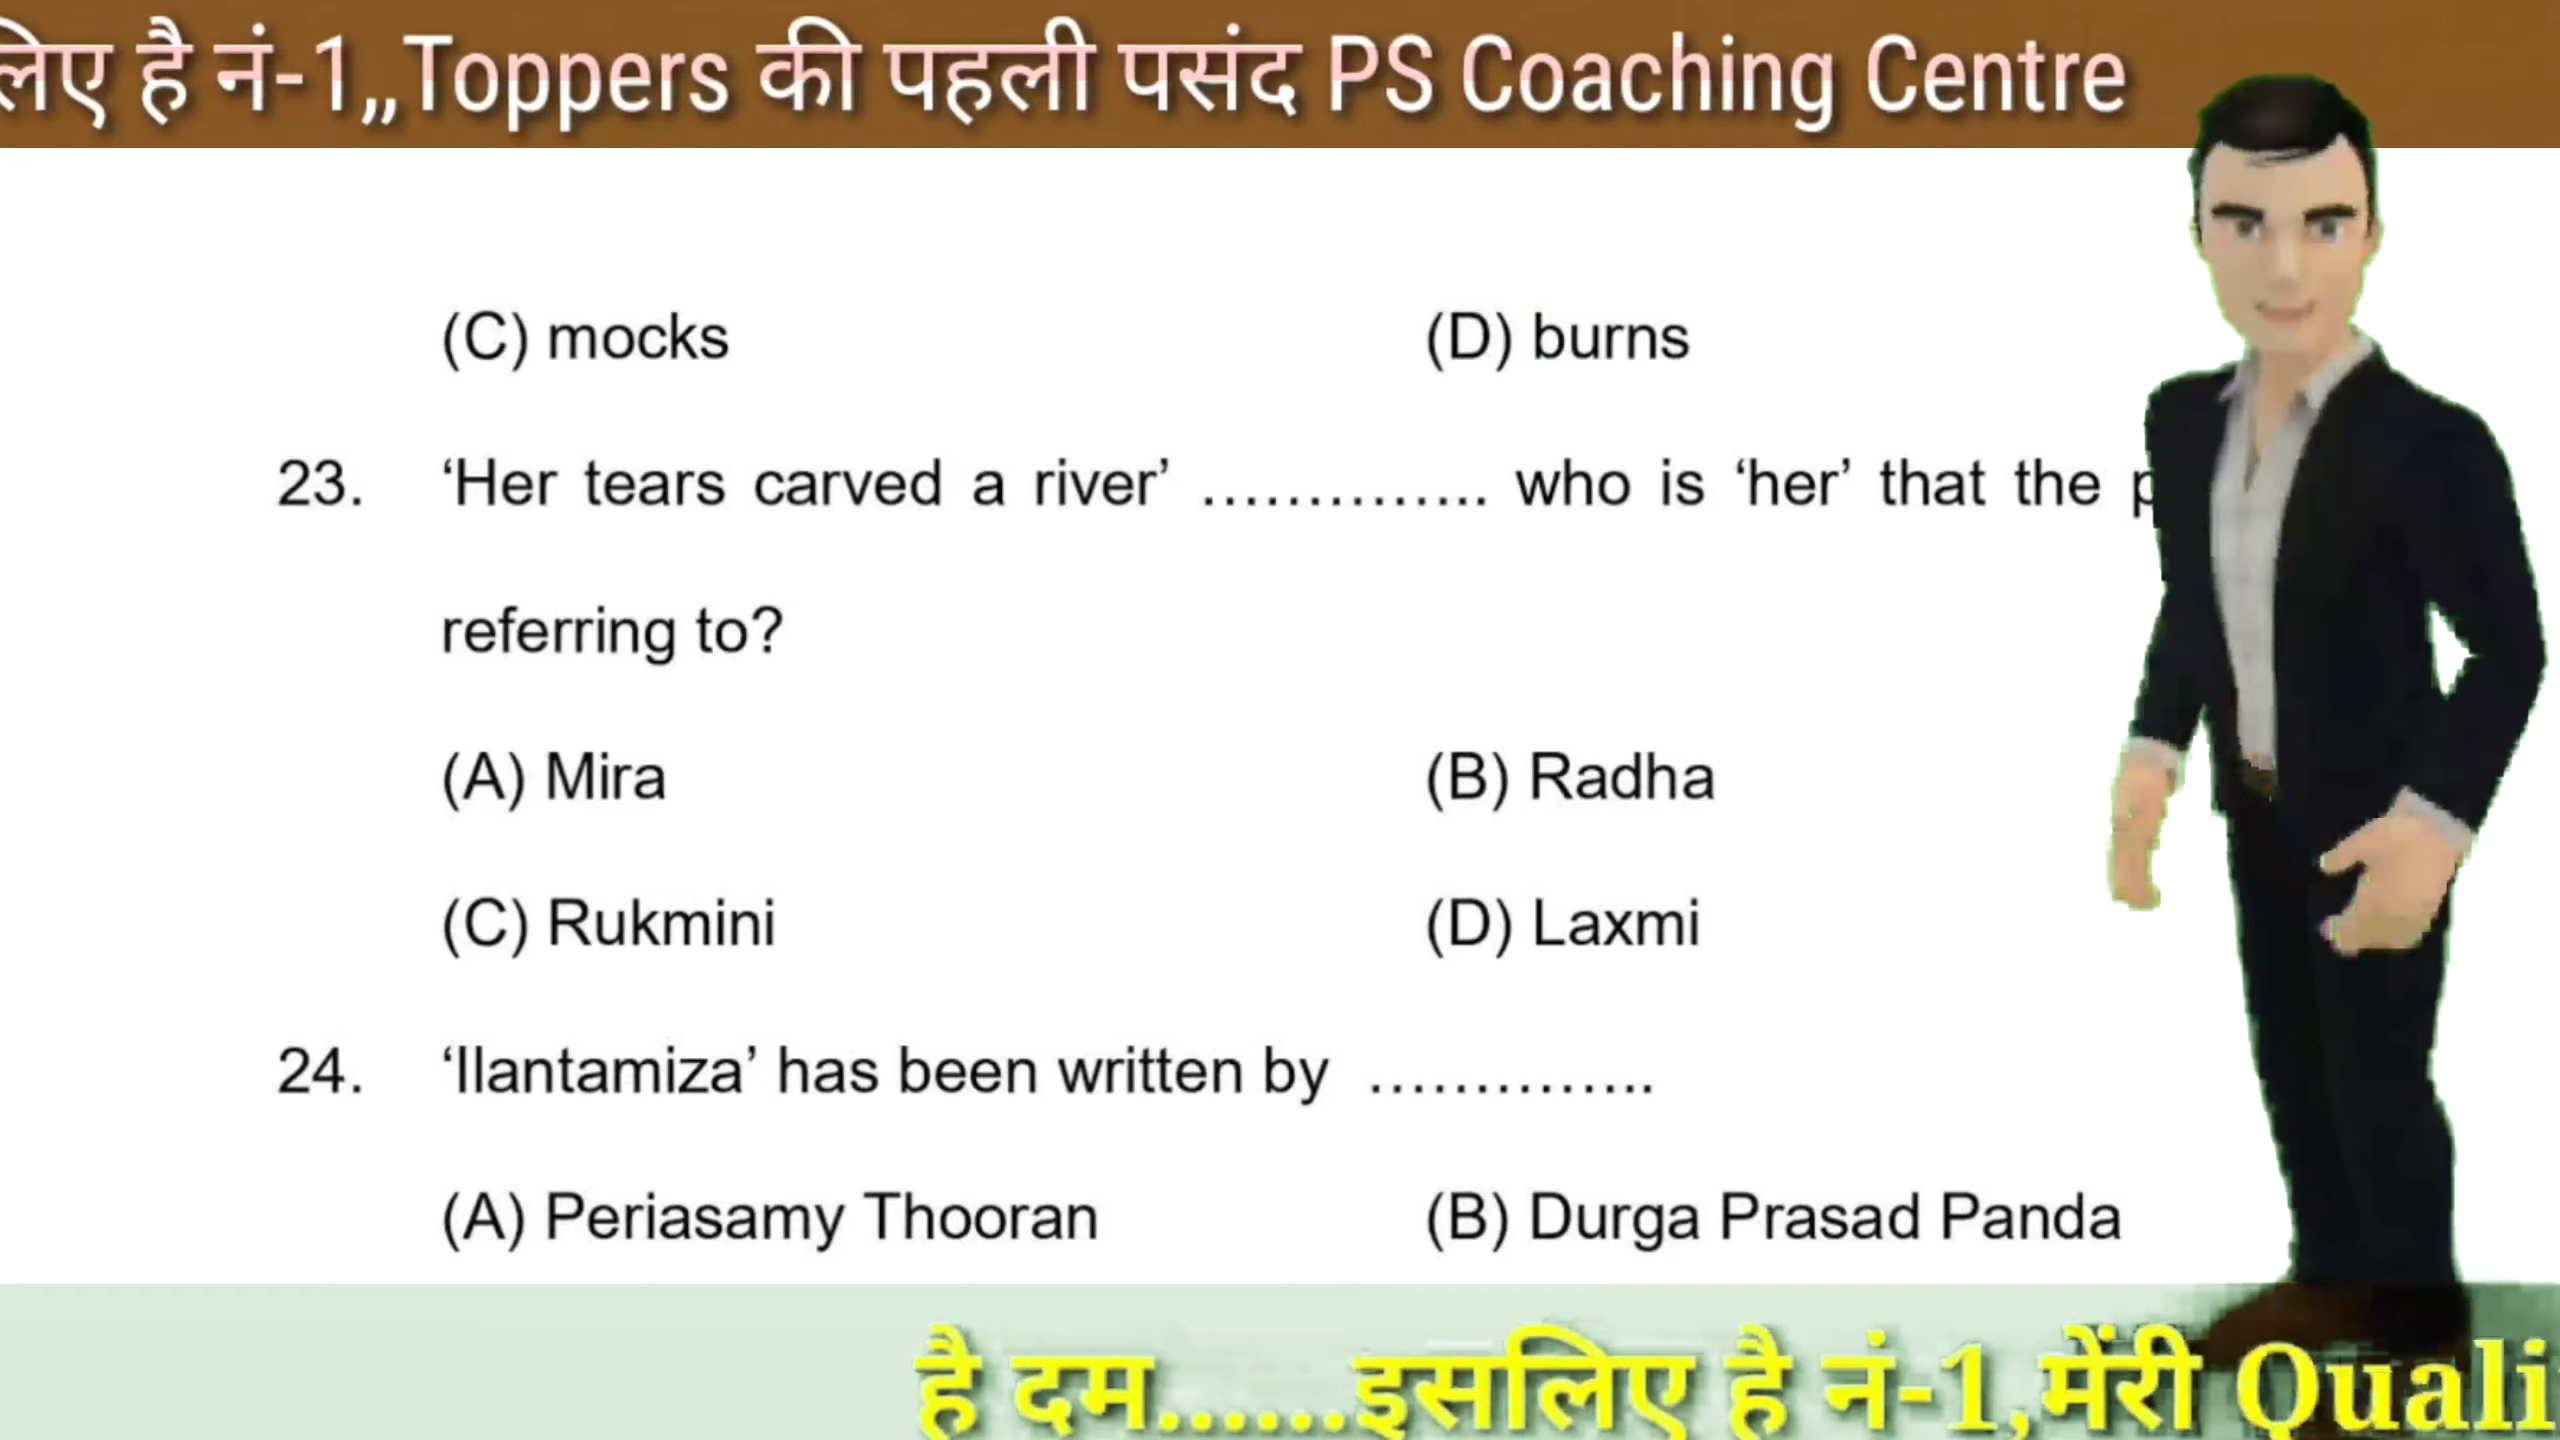 लिए है नं-1,,Toppers की पहली पसंद PS Coaching Centre
(C) mocks (D) burns
23. ‘Her tears carved a river’ .............. who is ‘her’ that the
referring to?
(A) Mira (B) Radha
(C) Rukmini (D) Laxmi
24. ‘Ilantamiza’ has been written by ..............
(A) Periasamy Thooran (B) Durga Prasad Panda
है दम......इसलिए है नं-1,मेंरी Quali